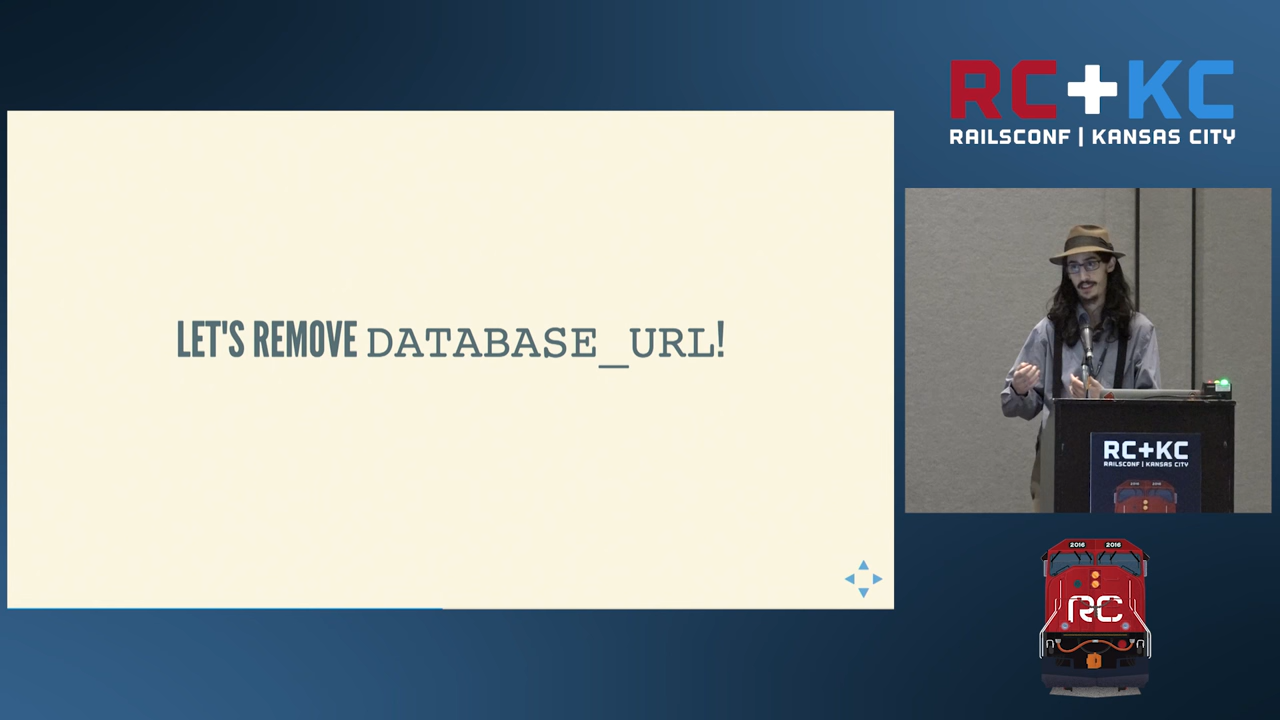 RC+KC
RAILSCONF | KANSAS CITY
LET'S REMOVE DATABASE_URL!
RC+KC
RAILSCONF | KANSAS CITY
2016 2016
RC